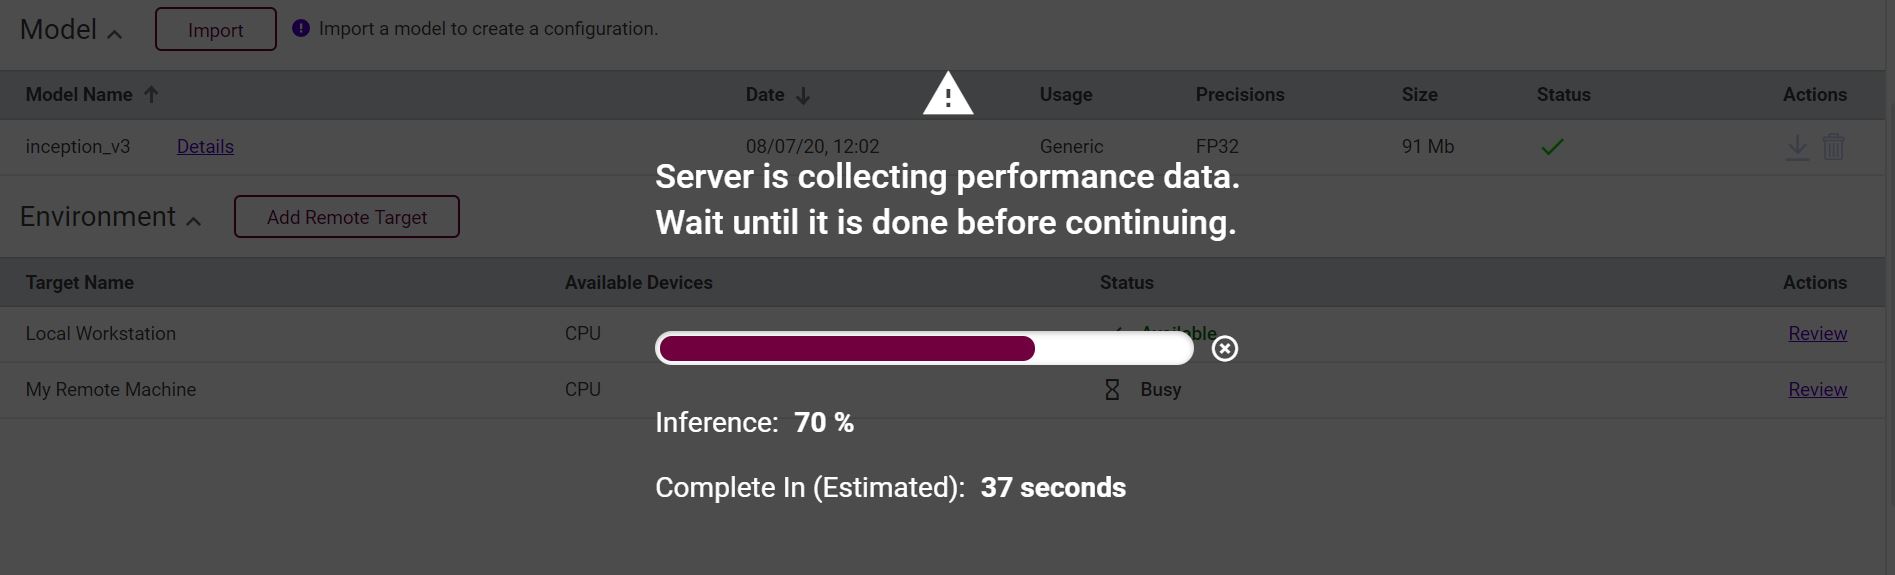 Model Import Import a model to create a configuration.
Model Name Date Usage Precisions Size Status Actions
inception_v3 Details 08/07/20, 12:02 Generic FP32 91 Mb
Server is collecting performance data.
Wait until it is done before continuing.
Environment Add Remote Target
Target Name Available Devices Status Actions
Local Workstation CPU Available Review
My Remote Machine CPU Busy Review
Inference: 70 %
Complete In (Estimated): 37 seconds